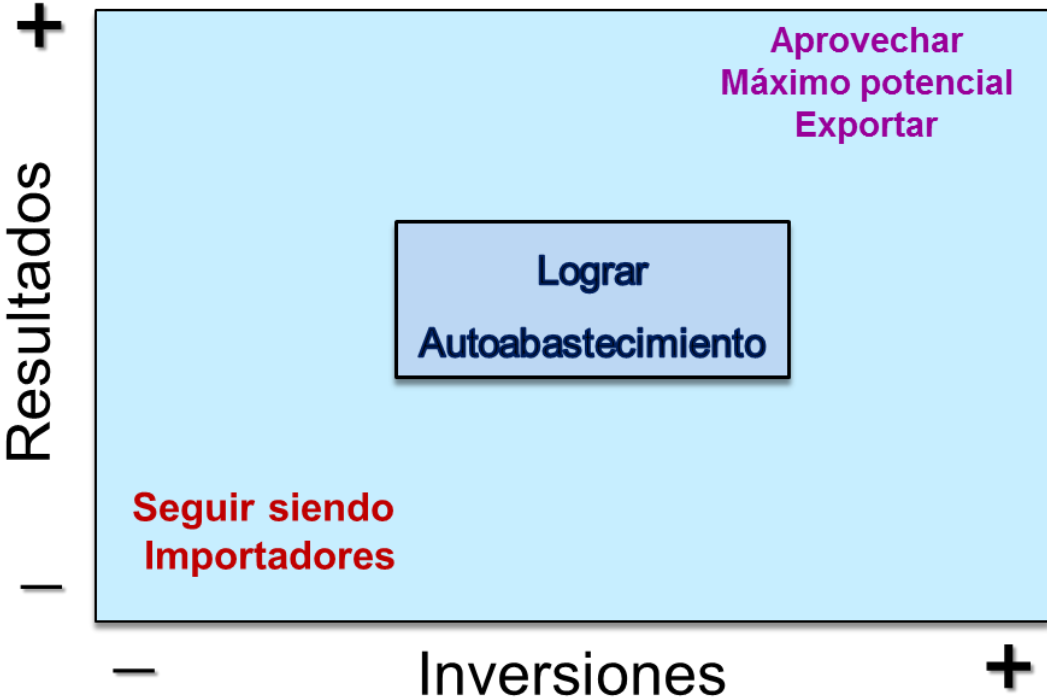 +
Aprovechar
Máximo potencial
Exportar
Resultados
Lograr
Autoabastecimiento
Seguir siendo
Importadores
–
– Inversiones +